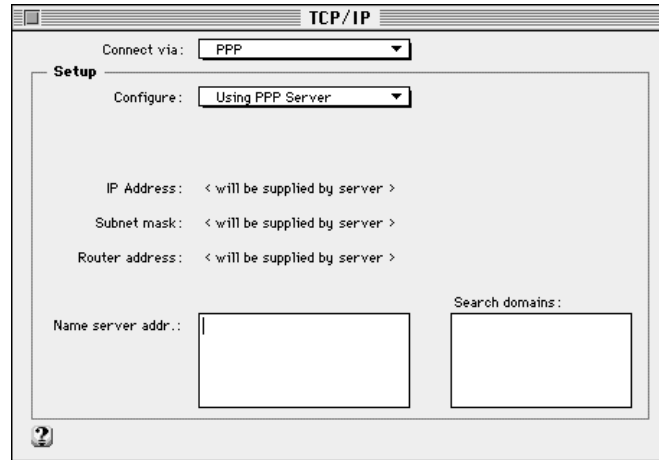 TCP/IP
Connect via: PPP
Setup
Configure: Using PPP Server
IP Address: < will be supplied by server >
Subnet mask: < will be supplied by server >
Router address: < will be supplied by server >
Search domains:
Name server addr.:
?